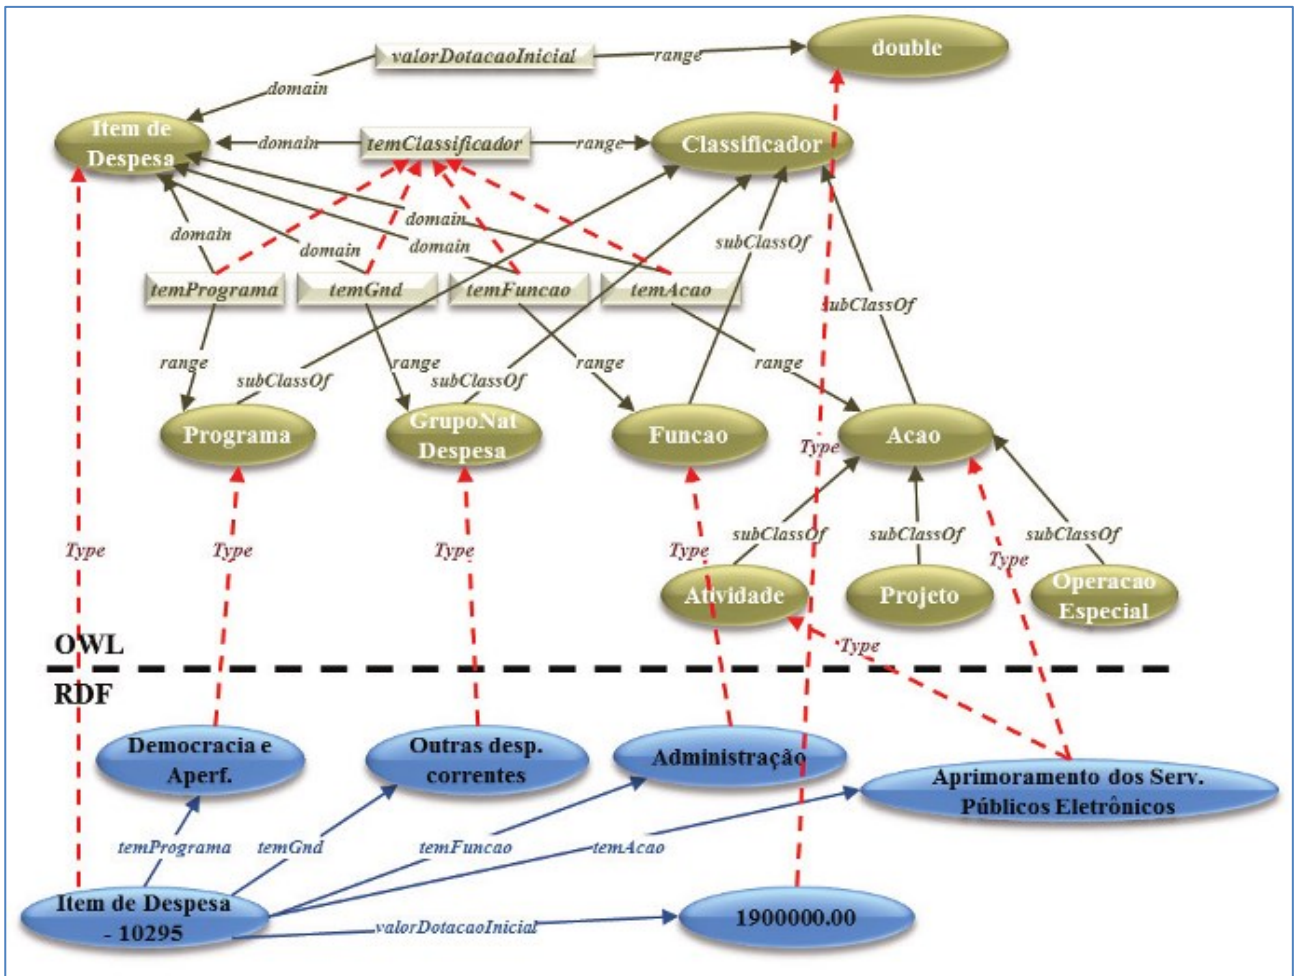 valorDotacaoInicial
range
double
domain
Item de
Despesa
domain
temClassificador
range
Classificador
domain
domain
domain
domain
subClassOf
temPrograma
temGnd
temFuncao
temAcao
subClassOf
range
range
range
range
subClassOf
subClassOf
Programa
GrupoNat
Despesa
Funcao
Type
Acao
Type
Type
Type
Type
subClassOf
subClassOf
subClassOf
Type
Atividade
Projeto
Operacao
Especial
OWL
Type
RDF
Democracia e
Aperf.
Outras desp.
correntes
Administração
Aprimoramento dos Serv.
Públicos Eletrônicos
temPrograma
temGnd
temFuncao
temAcao
Item de Despesa
- 10295
valorDotacaoInicial
1900000.00